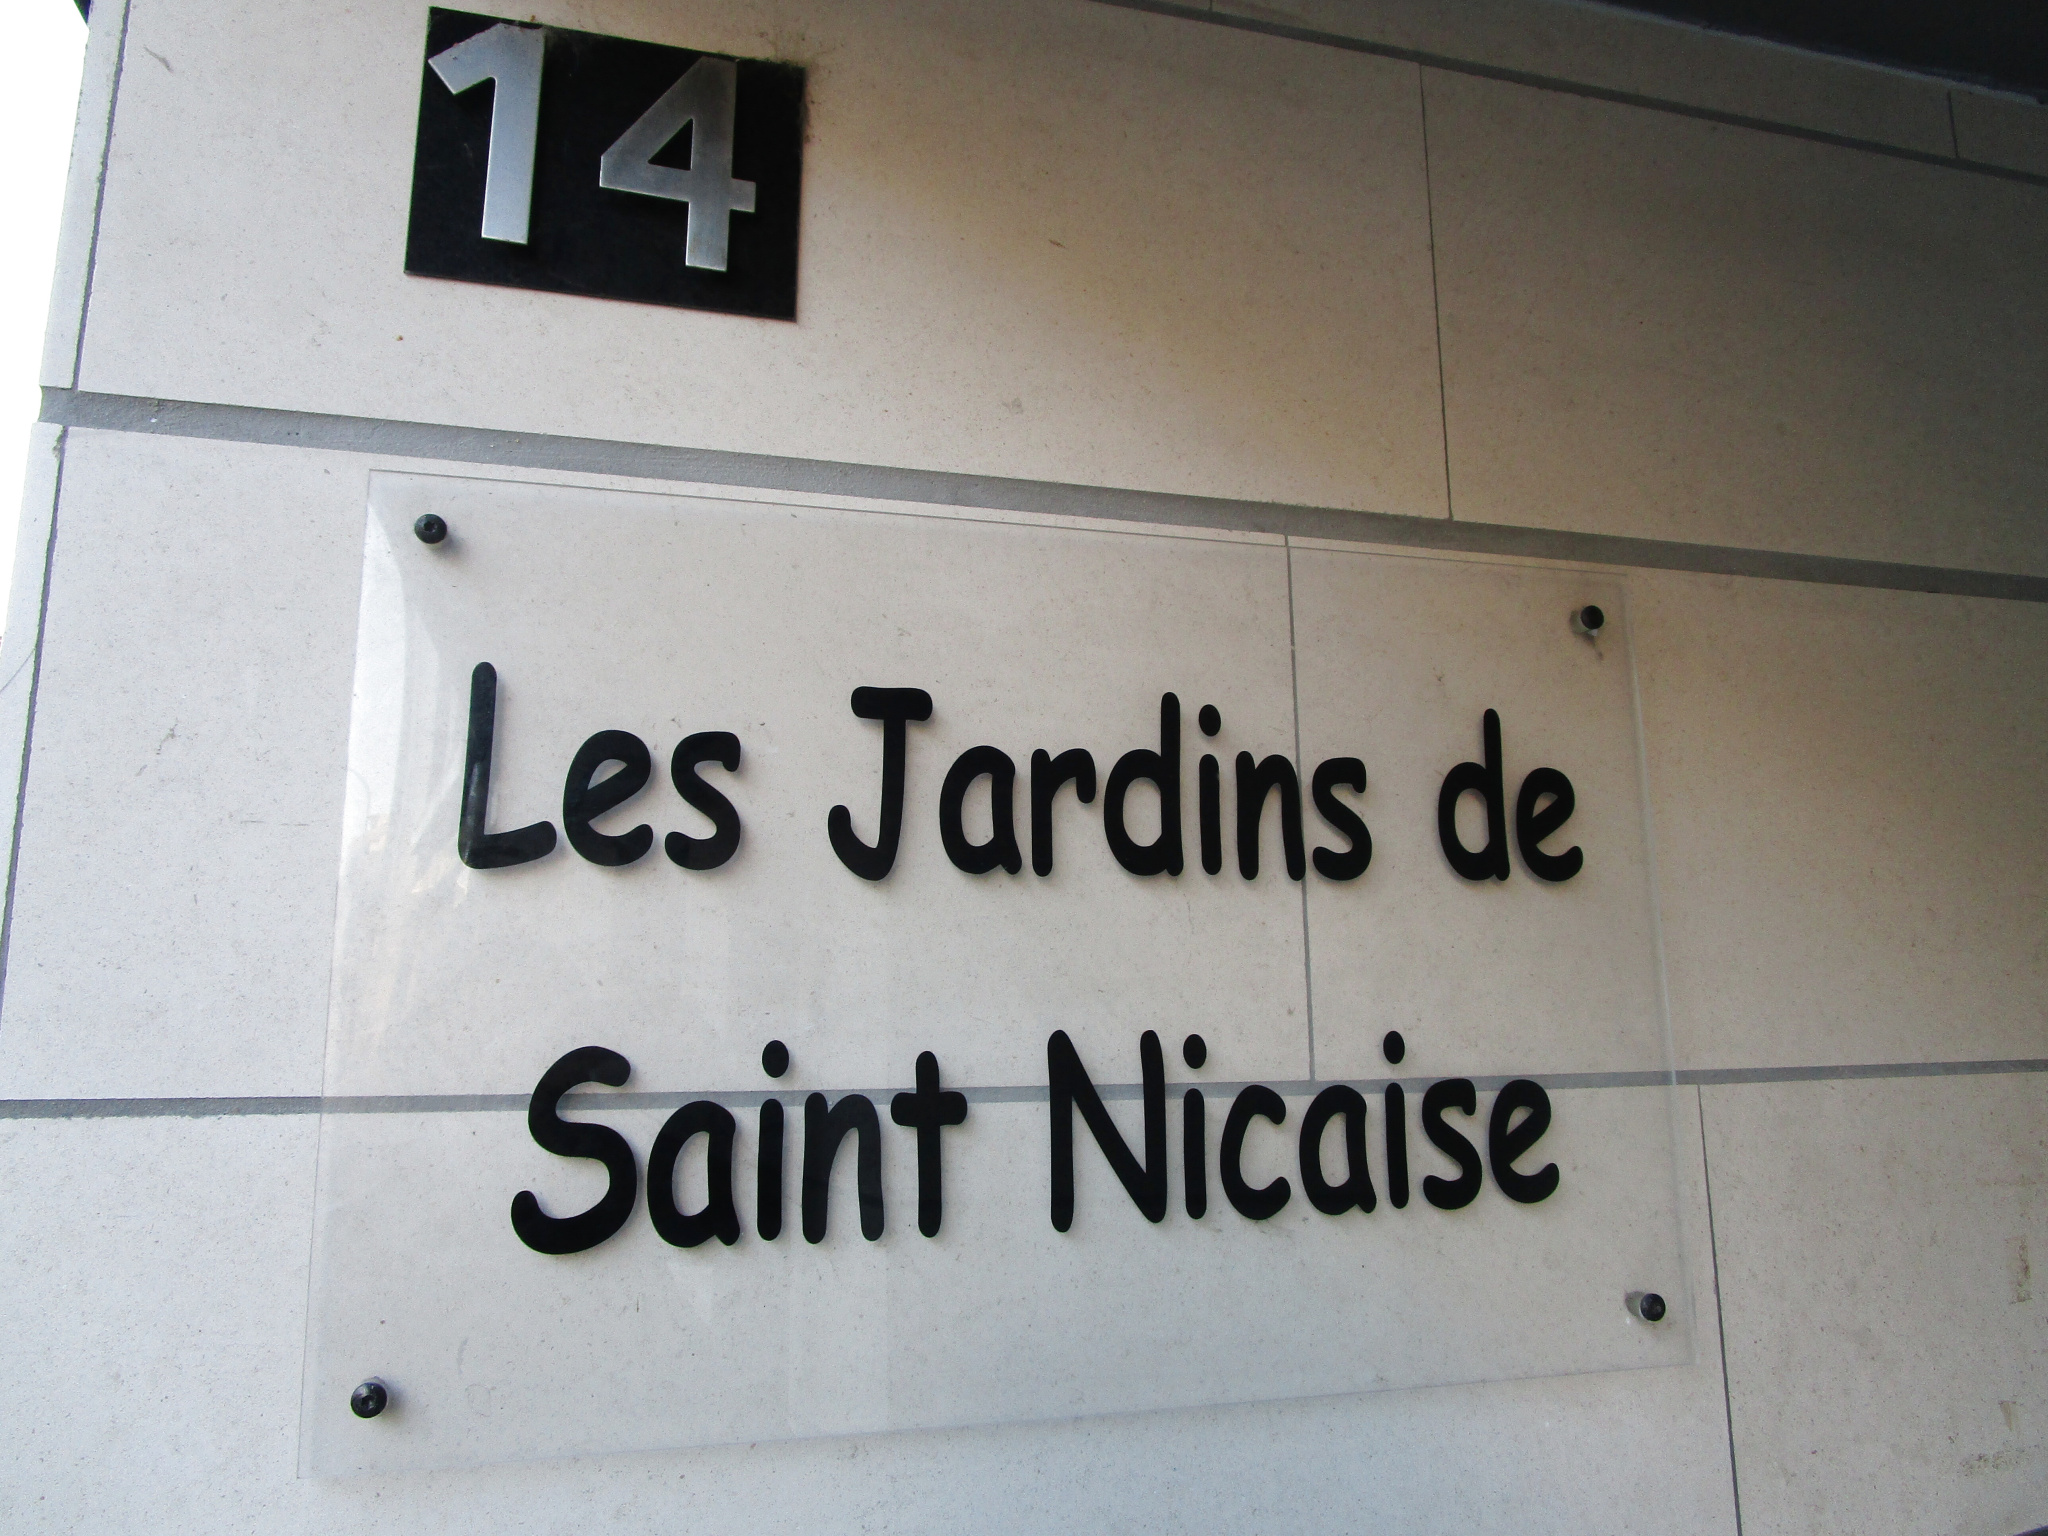 14
Les Jardins de
Saint Nicaise